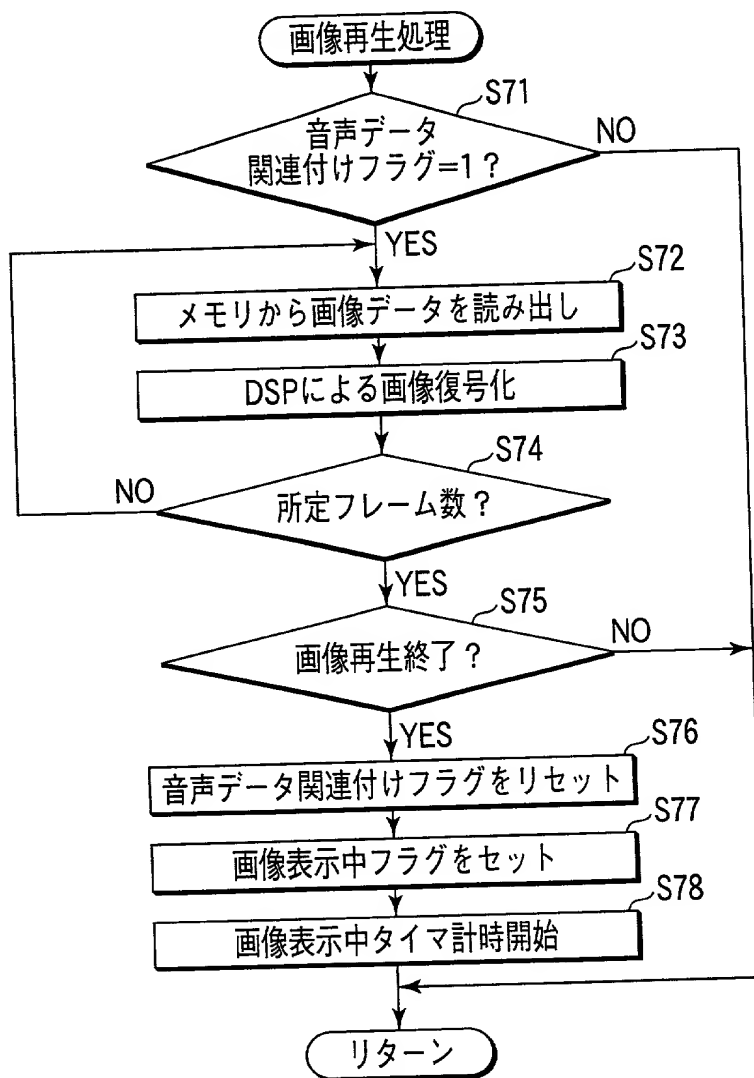 画像再生処理
S71
音声データ
関連付けフラグ=1?
NO
YES
S72
メモリから画像データを読み出し
S73
DSPによる画像復号化
S74
NO
所定フレーム数?
YES
S75
画像再生終了?
NO
YES
S76
音声データ関連付けフラグをリセット
S77
画像表示中フラグをセット
S78
画像表示中タイマ計時開始
リターン